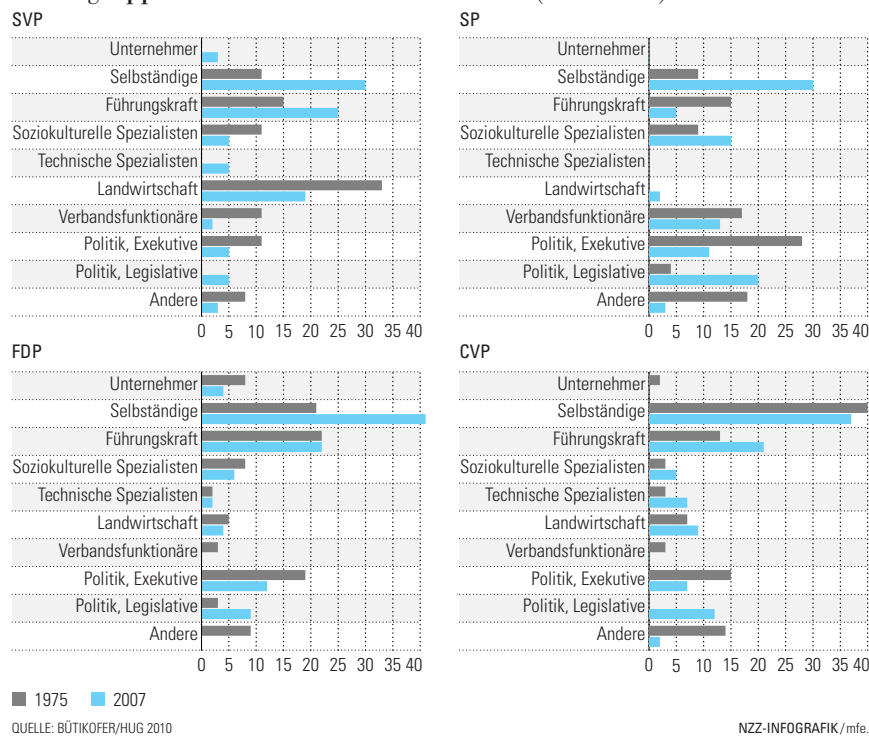 SVP
Unternehmer
Selbständige
Führungskraft
Soziokulturelle Spezialisten
Technische Spezialisten
Landwirtschaft
Verbandsfunktionäre
Politik, Exekutive
Politik, Legislative
Andere
0 5 10 15 20 25 30 35 40
SP
Unternehmer
Selbständige
Führungskraft
Soziokulturelle Spezialisten
Technische Spezialisten
Landwirtschaft
Verbandsfunktionäre
Politik, Exekutive
Politik, Legislative
Andere
0 5 10 15 20 25 30 35 40
FDP
Unternehmer
Selbständige
Führungskraft
Soziokulturelle Spezialisten
Technische Spezialisten
Landwirtschaft
Verbandsfunktionäre
Politik, Exekutive
Politik, Legislative
Andere
0 5 10 15 20 25 30 35 40
CVP
Unternehmer
Selbständige
Führungskraft
Soziokulturelle Spezialisten
Technische Spezialisten
Landwirtschaft
Verbandsfunktionäre
Politik, Exekutive
Politik, Legislative
Andere
0 5 10 15 20 25 30 35 40
1975 2007
QUELLE: BÜTIKOFER/HUG 2010
NZZ-INFOGRAFIK/mfe.